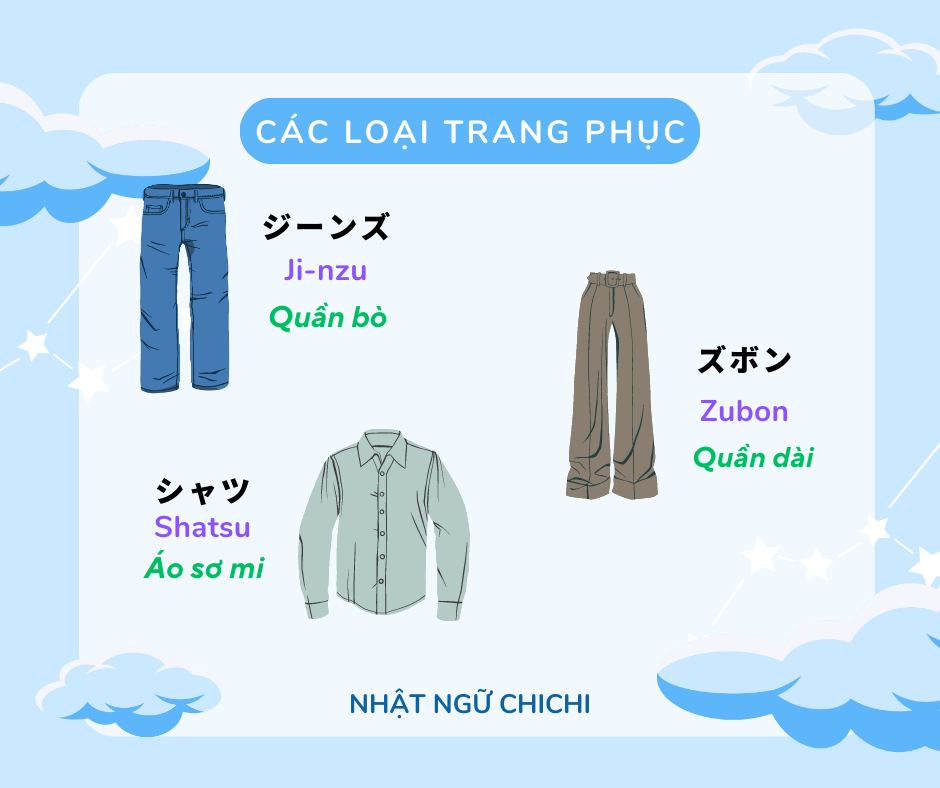 CÁC LOẠI TRANG PHỤC
ジーンズ
Ji-nzu
Quần bò
ズボン
Zubon
Quần dài
シャツ
Shatsu
Áo sơ mi
NHẬT NGỮ CHICHI